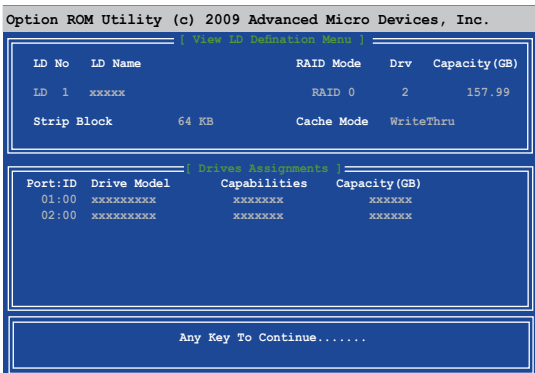 Option ROM Utility (c) 2009 Advanced Micro Devices, Inc.
[ View LD Defination Menu ]
LD No LD Name RAID Mode Drv Capacity(GB)
LD 1 xxxxx RAID 0 2 157.99
Strip Block 64 KB Cache Mode WriteThru
[ Drives Assignments ]
Port:ID Drive Model Capabilities Capacity(GB)
01:00 xxxxxxxxx xxxxxxx xxxxxx
02:00 xxxxxxxxx xxxxxxx xxxxxx
Any Key To Continue.......